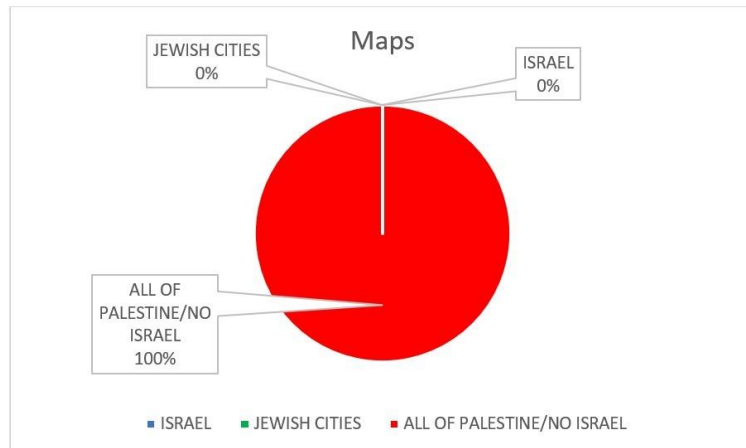 Maps
JEWISH CITIES
0%
ISRAEL
0%
ALL OF
PALESTINE/NO
ISRAEL
100%
ISRAEL JEWISH CITIES ALL OF PALESTINE/NO ISRAEL